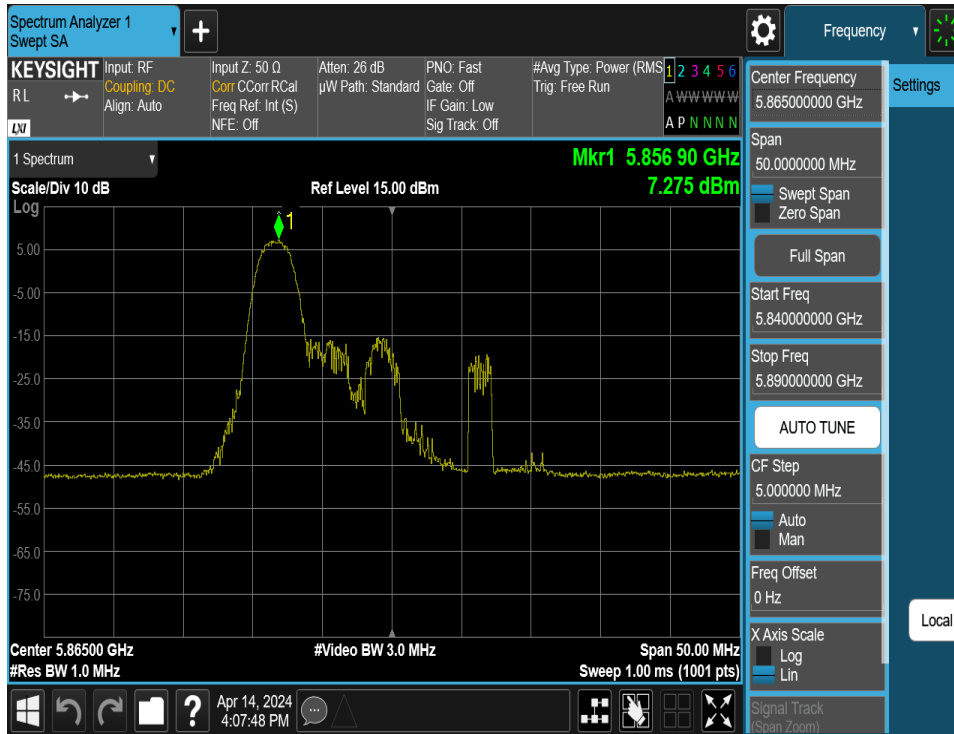 Spectrum Analyzer 1
Swept SA
+
Frequency
KEYSIGHT
R L
LXI
Input: RF
Coupling: DC
Align: Auto
Input Z: 50 Ω
Corr CCorr RCal
Freq Ref: Int (S)
NFE: Off
Atten: 26 dB
µW Path: Standard
PNO: Fast
Gate: Off
IF Gain: Low
Sig Track: Off
#Avg Type: Power (RMS
Trig: Free Run
1 2 3 4 5 6
A W W W W W
A P N N N N
1 Spectrum
Mkr1 5.856 90 GHz
7.275 dBm
Scale/Div 10 dB
Ref Level 15.00 dBm
Log
1
5.00
-5.00
-15.0
-25.0
-35.0
-45.0
-55.0
-65.0
-75.0
Center 5.86500 GHz
#Video BW 3.0 MHz
Span 50.00 MHz
#Res BW 1.0 MHz
Sweep 1.00 ms (1001 pts)
Center Frequency
5.865000000 GHz
Settings
Span
50.0000000 MHz
Swept Span
Zero Span
Full Span
Start Freq
5.840000000 GHz
Stop Freq
5.890000000 GHz
AUTO TUNE
CF Step
5.000000 MHz
Auto
Man
Freq Offset
0 Hz
Local
X Axis Scale
Log
Lin
Signal Track
(Span Zoom)
?
Apr 14, 2024
4:07:48 PM